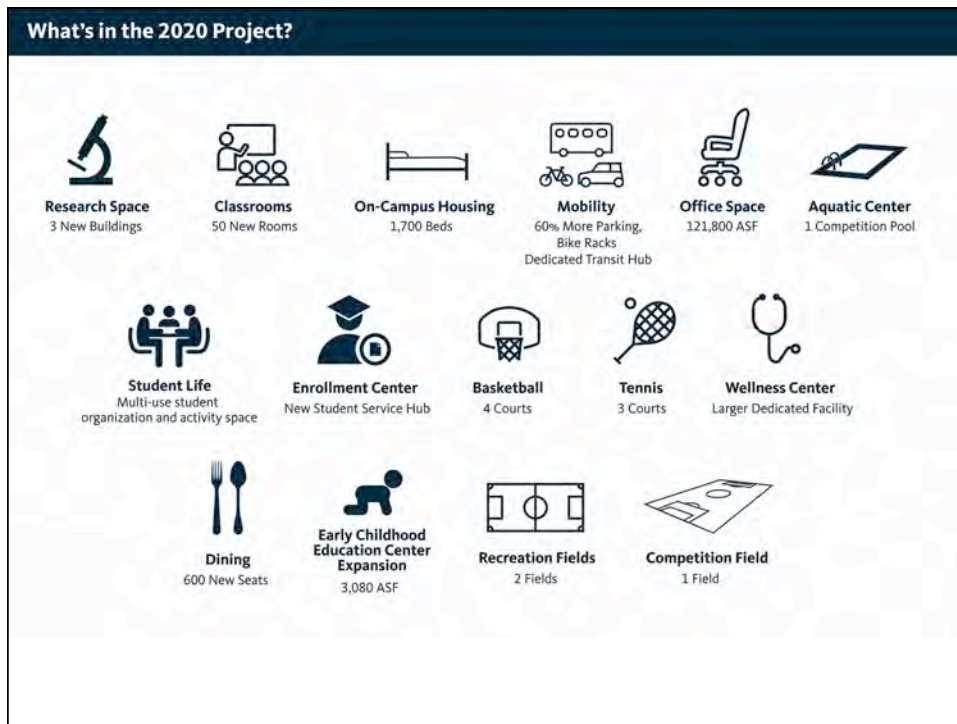 What's in the 2020 Project?
Research Space
3 New Buildings
Classrooms
50 New Rooms
On-Campus Housing
1,700 Beds
Mobility
60% More Parking,
Bike Racks
Dedicated Transit Hub
Office Space
121,800 ASF
Aquatic Center
1 Competition Pool
Student Life
Multi-use student
organization and activity space
Enrollment Center
New Student Service Hub
Basketball
4 Courts
Tennis
3 Courts
Wellness Center
Larger Dedicated Facility
Dining
600 New Seats
Early Childhood
Education Center
Expansion
3,080 ASF
Recreation Fields
2 Fields
Competition Field
1 Field